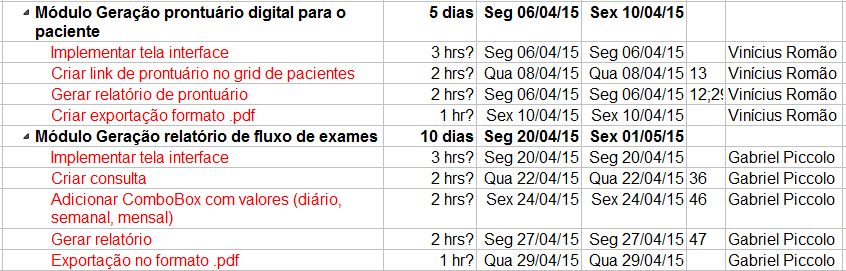 Módulo Geração prontuário digital para o 5 dias Seg 06/04/15 Sex 10/04/15
paciente
Implementar tela interface 3 hrs? Seg 06/04/15 Seg 06/04/15 Vinícius Romão
Criar link de prontuário no grid de pacientes 2 hrs? Qua 08/04/15 Qua 08/04/15 13 Vinícius Romão
Gerar relatório de prontuário 2 hrs? Seg 06/04/15 Seg 06/04/15 12;29 Vinícius Romão
Criar exportação formato .pdf 1 hr? Sex 10/04/15 Sex 10/04/15 Vinícius Romão
Módulo Geração relatório de fluxo de exames 10 dias Seg 20/04/15 Sex 01/05/15
Implementar tela interface 3 hrs? Seg 20/04/15 Seg 20/04/15 Gabriel Piccolo
Criar consulta 2 hrs? Qua 22/04/15 Qua 22/04/15 36 Gabriel Piccolo
Adicionar ComboBox com valores (diário, 2 hrs? Sex 24/04/15 Sex 24/04/15 46 Gabriel Piccolo
semanal, mensal)
Gerar relatório 2 hrs? Seg 27/04/15 Seg 27/04/15 47 Gabriel Piccolo
Exportação no formato .pdf 1 hr? Qua 29/04/15 Qua 29/04/15 Gabriel Piccolo